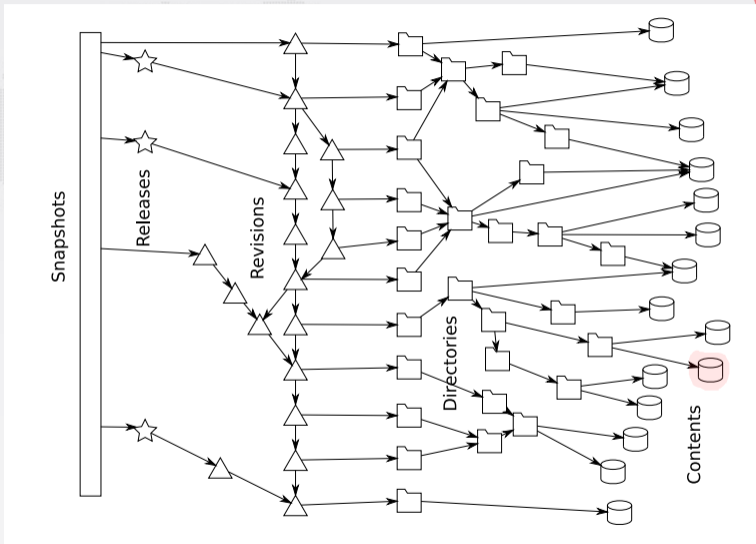 Snapshots
Releases
Revisions
Directories
Contents